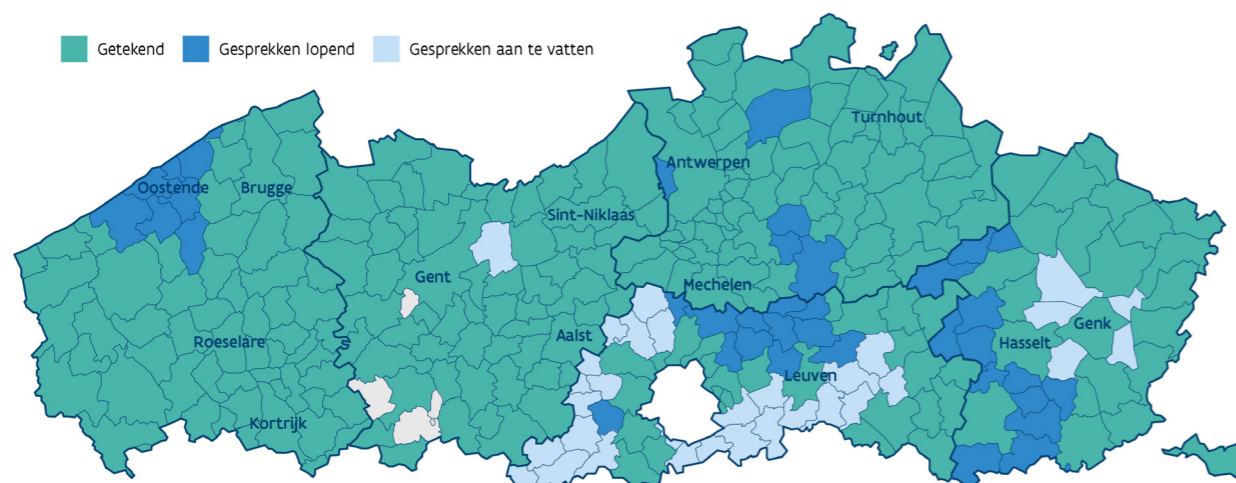 Getekend
Gesprekken lopend
Gesprekken aan te vatten
Turnhout
Antwerpen
Oostende
Brugge
Sint-Niklaas
Gent
Mechelen
Genk
Roeselare
Aalst
Hasselt
Leuven
Kortrijk